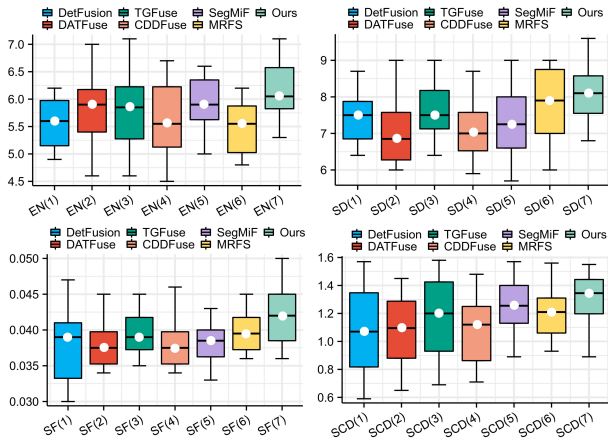 DetFusion TGFuse SegMiF Ours
DATFuse CDDFuse MRFS
7.0
6.5
6.0
5.5
5.0
4.5
EN(1) EN(2) EN(3) EN(4) EN(5) EN(6) EN(7)
DetFusion TGFuse SegMiF Ours
DATFuse CDDFuse MRFS
9
8
7
6
SD(1) SD(2) SD(3) SD(4) SD(5) SD(6) SD(7)
DetFusion TGFuse SegMiF Ours
DATFuse CDDFuse MRFS
0.050
0.045
0.040
0.035
0.030
SF(1) SF(2) SF(3) SF(4) SF(5) SF(6) SF(7)
DetFusion TGFuse SegMiF Ours
DATFuse CDDFuse MRFS
1.6
1.4
1.2
1.0
0.8
0.6
SCD(1) SCD(2) SCD(3) SCD(4) SCD(5) SCD(6) SCD(7)